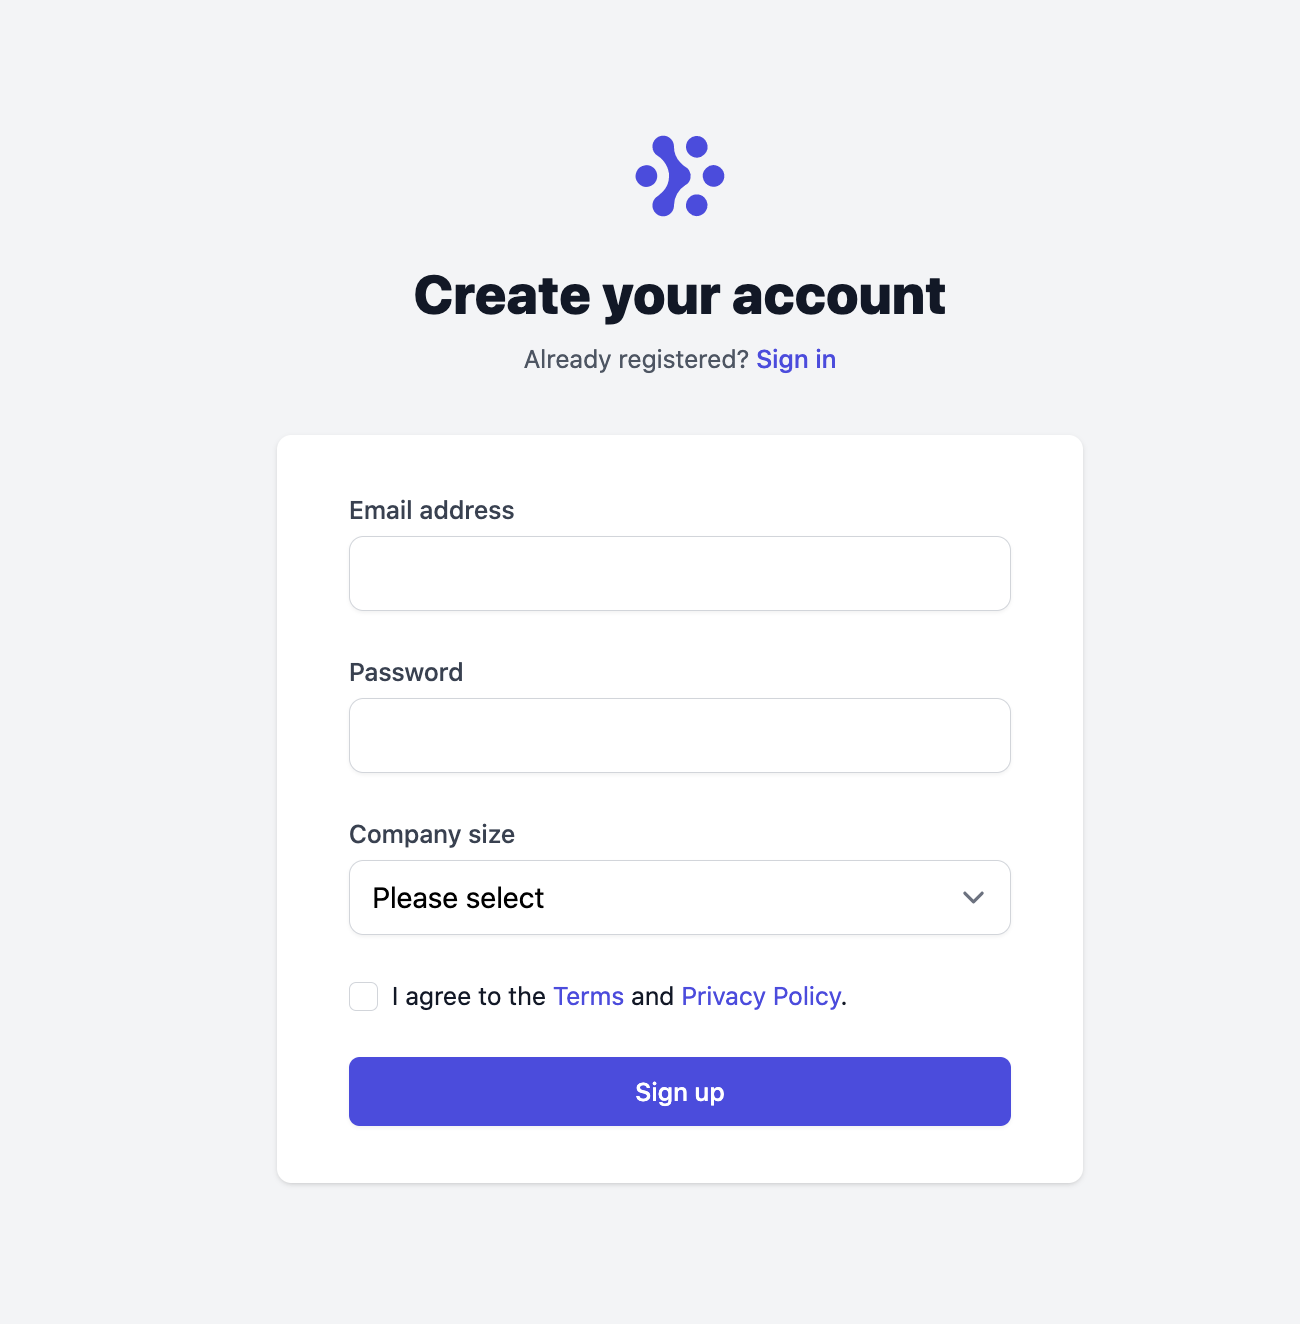 Create your account
Already registered? Sign in
Email address
Password
Company size
Please select
I agree to the Terms and Privacy Policy.
Sign up